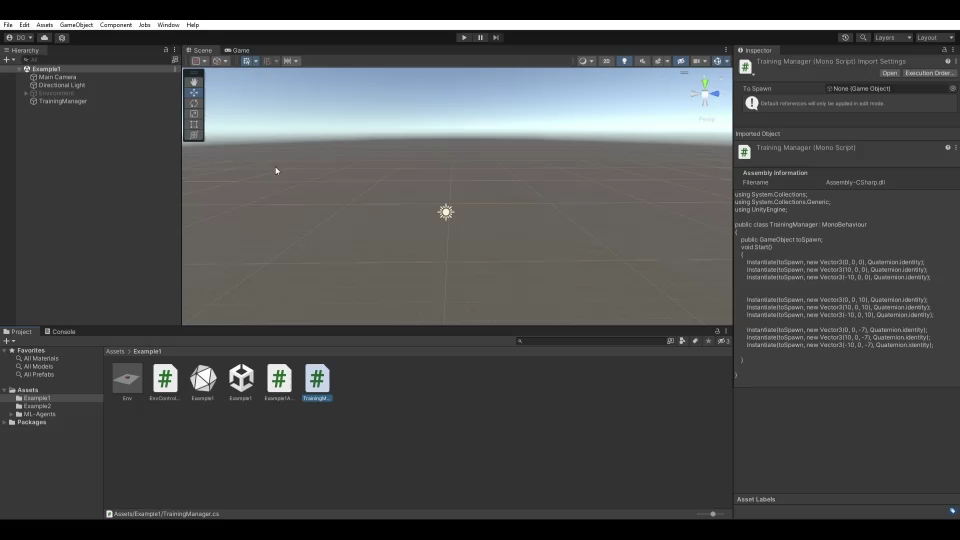 File Edit Assets GameObject Component Jobs Window Help
DG
Layers Layout
Hierarchy
All
Example1
Main Camera
Directional Light
Environment
TrainingManager
Scene Game
2D
Persp
Inspector
Training Manager (Mono Script) Import Settings
Open Execution Order...
To Spawn None (Game Object)
Default references will only be applied in edit mode.
Imported Object
Training Manager (Mono Script)
Assembly Information
Filename Assembly-CSharp.dll
using System.Collections;
using System.Collections.Generic;
using UnityEngine;
public class TrainingManager : MonoBehaviour
{
public GameObject toSpawn;
void Start()
{
Instantiate(toSpawn, new Vector3(0, 0, 0), Quaternion.identity);
Instantiate(toSpawn, new Vector3(10, 0, 0), Quaternion.identity);
Instantiate(toSpawn, new Vector3(-10, 0, 0), Quaternion.identity);
Instantiate(toSpawn, new Vector3(0, 0, 10), Quaternion.identity);
Instantiate(toSpawn, new Vector3(10, 0, 10), Quaternion.identity);
Instantiate(toSpawn, new Vector3(-10, 0, 10), Quaternion.identity);
Instantiate(toSpawn, new Vector3(0, 0, -7), Quaternion.identity);
Instantiate(toSpawn, new Vector3(10, 0, -7), Quaternion.identity);
Instantiate(toSpawn, new Vector3(-10, 0, -7), Quaternion.identity);
}
}
Asset Labels
Project Console
Favorites
All Materials
All Models
All Prefabs
Assets
Example1
Example2
ML-Agents
Packages
Assets > Example1
Env EnvControl... Example1 Example1 Example1A... TrainingM...
Assets/Example1/TrainingManager.cs